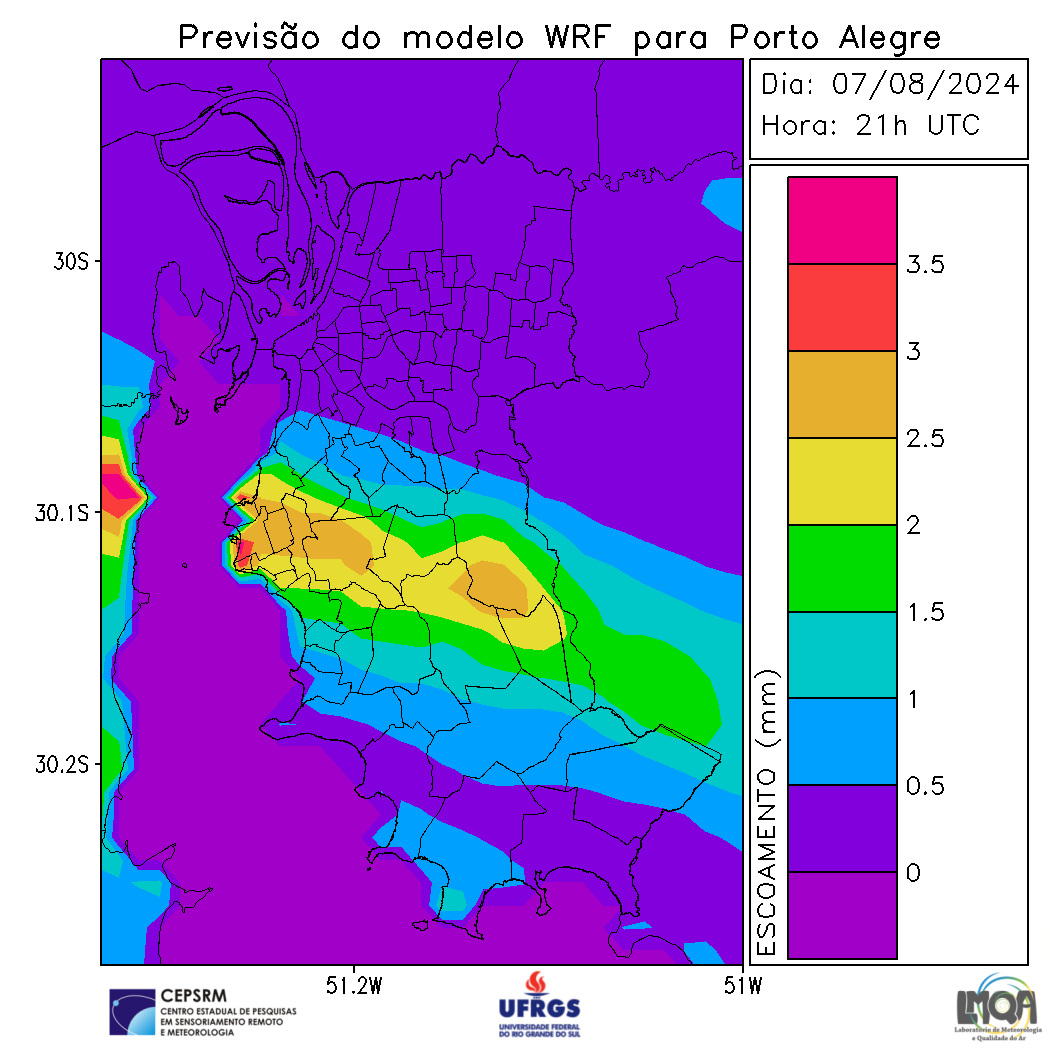 Previsão do modelo WRF para Porto Alegre
Dia: 07/08/2024
Hora: 21h UTC
30S
30.1S
30.2S
51.2W
51W
ESCOAMENTO (mm)
3.5
3
2.5
2
1.5
1
0.5
0
CEPSRM
CENTRO ESTADUAL DE PESQUISAS
EM SENSORIAMENTO REMOTO
E METEOROLOGIA
UFRGS
UNIVERSIDADE FEDERAL
DO RIO GRANDE DO SUL
LMQA
Laboratório de Meteorologia
e Qualidade do Ar